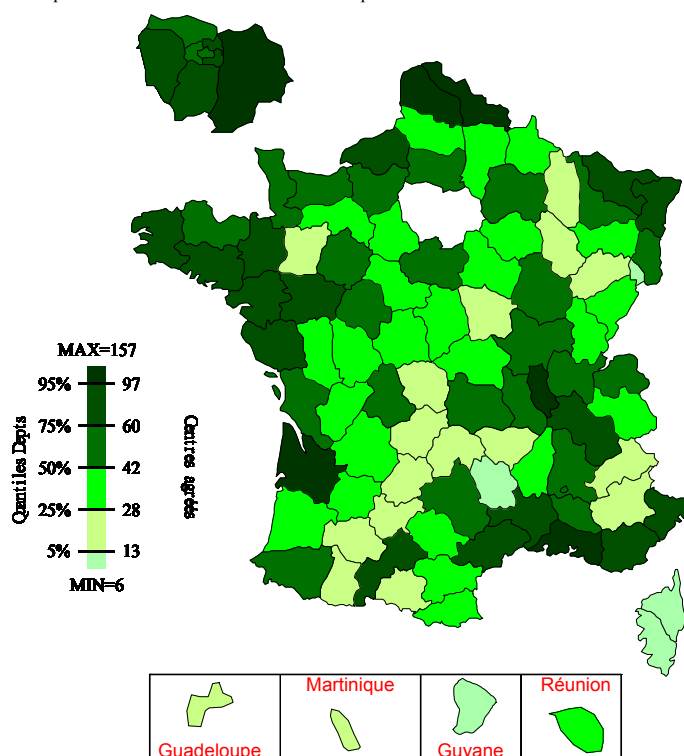 MAX=157
95% 97
75% 60
50% 42
25% 28
5% 13
MIN=6
Quantiles Depts
Centres agréés
Martinique
Réunion
Guadeloupe
Guyane